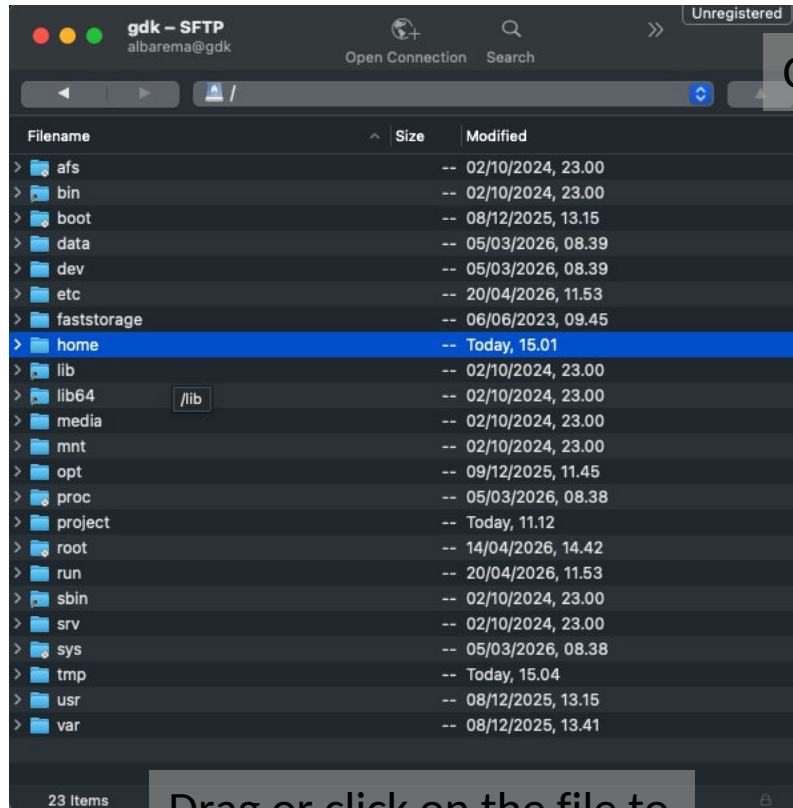 gdk – SFTP
albarema@gdk
Open Connection
Search
Unregistered
/
Filename Size Modified
afs -- 02/10/2024, 23.00
bin -- 02/10/2024, 23.00
boot -- 08/12/2025, 13.15
data -- 05/03/2026, 08.39
dev -- 05/03/2026, 08.39
etc -- 20/04/2026, 11.53
faststorage -- 06/06/2023, 09.45
home -- Today, 15.01
lib -- 02/10/2024, 23.00
lib64 -- 02/10/2024, 23.00
/lib
media -- 02/10/2024, 23.00
mnt -- 02/10/2024, 23.00
opt -- 09/12/2025, 11.45
proc -- 05/03/2026, 08.38
project -- Today, 11.12
root -- 14/04/2026, 14.42
run -- 20/04/2026, 11.53
sbin -- 02/10/2024, 23.00
srv -- 02/10/2024, 23.00
sys -- 05/03/2026, 08.38
tmp -- Today, 15.04
usr -- 08/12/2025, 13.15
var -- 08/12/2025, 13.41
23 Items
Drag or click on the file to